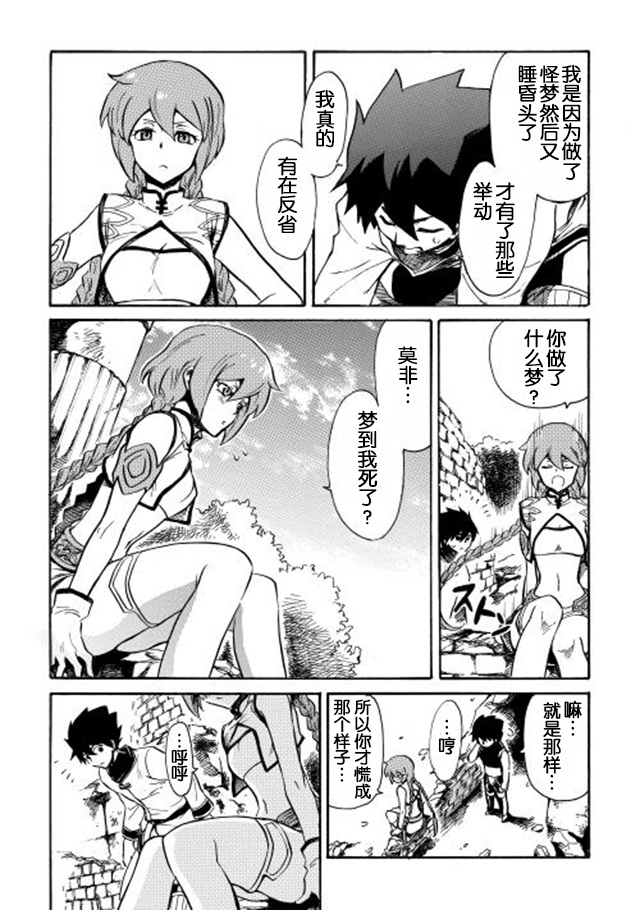 我是因为做了
怪梦然后又
睡昏头了
才有了那些
举动
我真的
有在反省
你做了
什么梦?
ストン
莫非…
梦到我死了?
嘛…
就是那样…
…哼
所以你才慌成
那个样子…
…呼呼